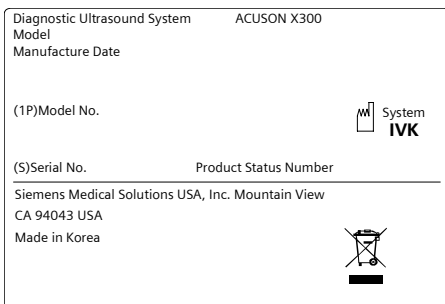 Diagnostic Ultrasound System ACUSON X300
Model
Manufacture Date
(1P)Model No.
System
IVK
(S)Serial No. Product Status Number
Siemens Medical Solutions USA, Inc. Mountain View
CA 94043 USA
Made in Korea